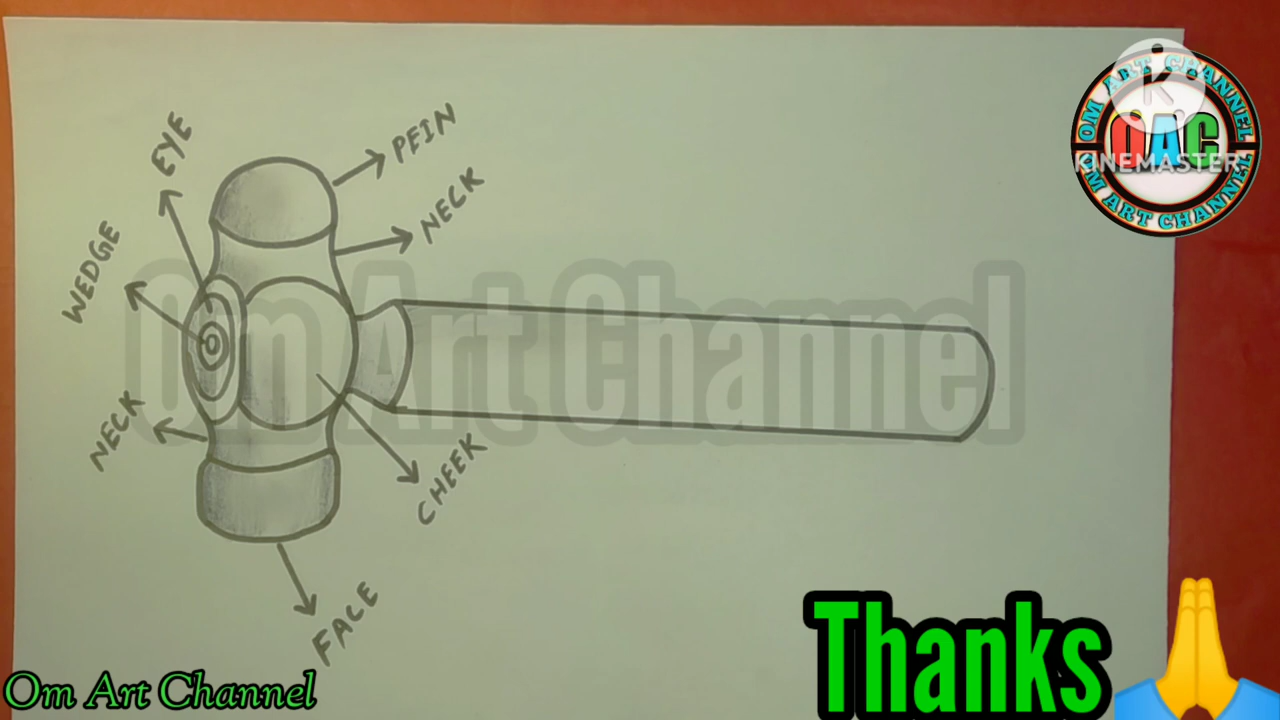 EYE
PEIN
NECK
WEDGE
NECK
CHEEK
FACE
Om Art Channel
OM ART CHANNEL
K
OAC
KINEMASTER
OM ART CHANNEL
Om Art Channel
Thanks